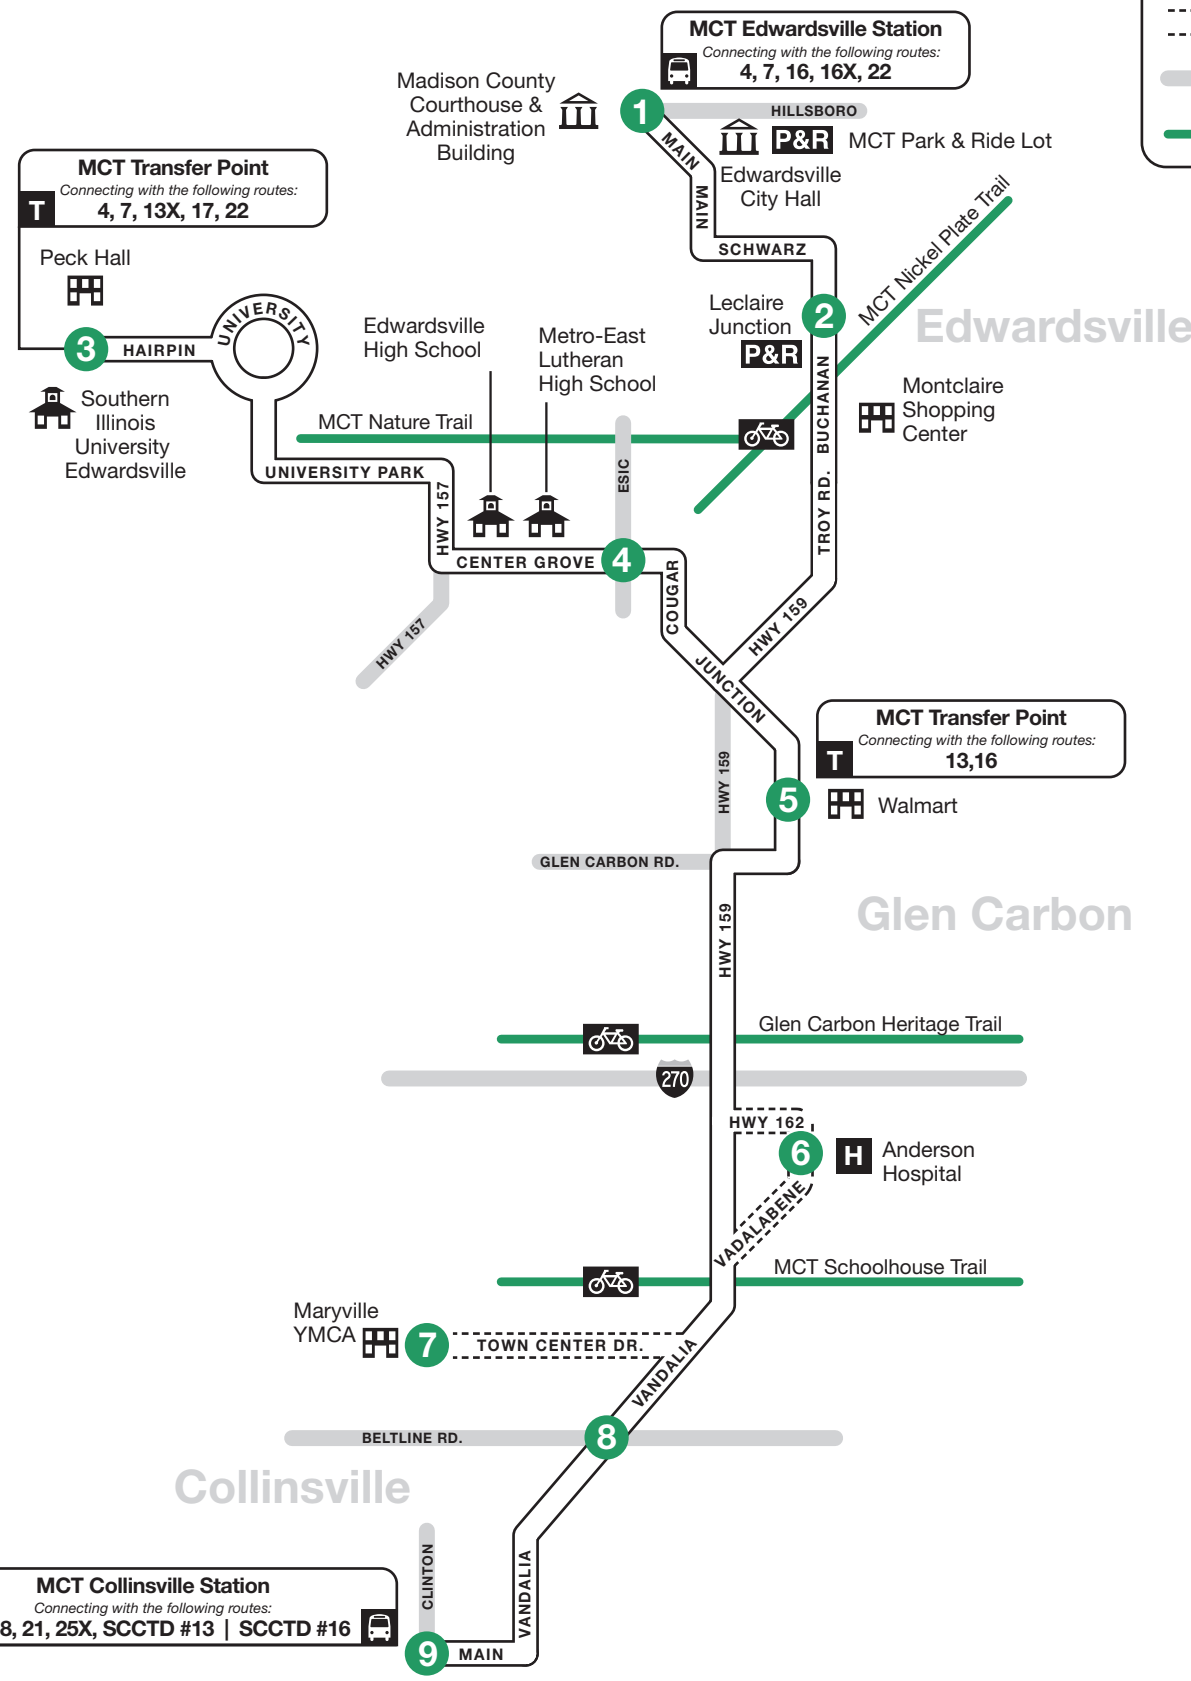 MCT Edwardsville Station
Connecting with the following routes:
4, 7, 16, 16X, 22
Madison County
Courthouse &
Administration
Building
1
HILLSBORO
MAIN
P&R
MCT Park & Ride Lot
Edwardsville
City Hall
MAIN
SCHWARZ
MCT Transfer Point
Connecting with the following routes:
T
4, 7, 13X, 17, 22
Peck Hall
3
HAIRPIN
UNIVERSITY
Southern
Illinois
University
Edwardsville
Edwardsville
High School
Metro-East
Lutheran
High School
Leclaire
Junction
P&R
2
MCT Nickel Plate Trail
Edwardsville
Montclaire
Shopping
Center
BUCHANAN
TROY RD.
MCT Nature Trail
ESIC
UNIVERSITY PARK
HWY 157
CENTER GROVE
4
COUGAR
HWY 159
HWY 157
JUNCTION
MCT Transfer Point
Connecting with the following routes:
T
13,16
HWY 159
5
Walmart
GLEN CARBON RD.
HWY 159
Glen Carbon
Glen Carbon Heritage Trail
270
HWY 162
6
H
Anderson
Hospital
VADALABENE
MCT Schoolhouse Trail
Maryville
YMCA
7
TOWN CENTER DR.
VANDALIA
BELTLINE RD.
8
Collinsville
CLINTON
VANDALIA
MCT Collinsville Station
Connecting with the following routes:
8, 21, 25X, SCCTD #13 | SCCTD #16
9
MAIN